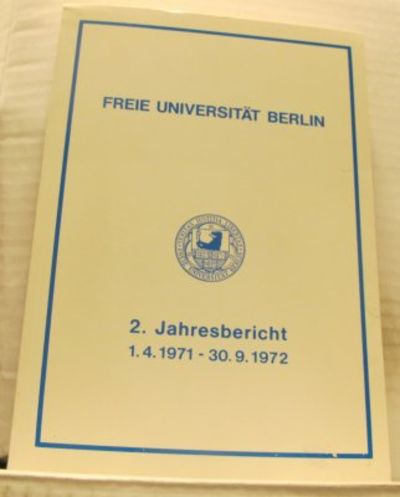 FREIE UNIVERSITÄT BERLIN
2. Jahresbericht
1.4.1971 - 30.9.1972